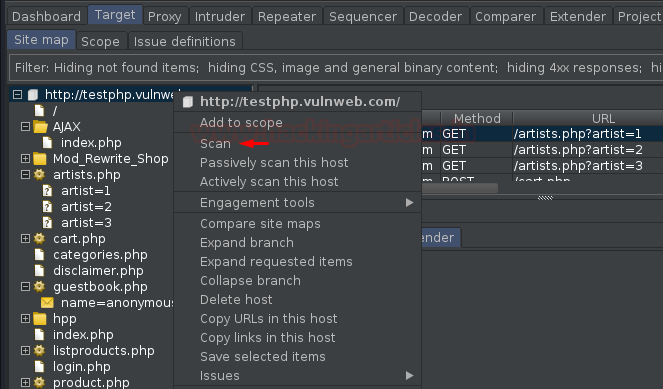 Dashboard Target Proxy Intruder Repeater Sequencer Decoder Comparer Extender Project
Site map Scope Issue definitions
Filter: Hiding not found items; hiding CSS, image and general binary content; hiding 4xx responses; hi
http://testphp.vulnweb
/
AJAX
index.php
Mod_Rewrite_Shop
artists.php
artist=1
artist=2
artist=3
cart.php
categories.php
disclaimer.php
guestbook.php
name=anonymous
hpp
index.php
listproducts.php
login.php
product.php
http://testphp.vulnweb.com/
Add to scope
Scan
Passively scan this host
Actively scan this host
Engagement tools
Compare site maps
Expand branch
Expand requested items
Collapse branch
Delete host
Copy URLs in this host
Copy links in this host
Save selected items
Issues
Method URL
m GET /artists.php?artist=1
m GET /artists.php?artist=2
m GET /artists.php?artist=3
POST /cart.php
ender